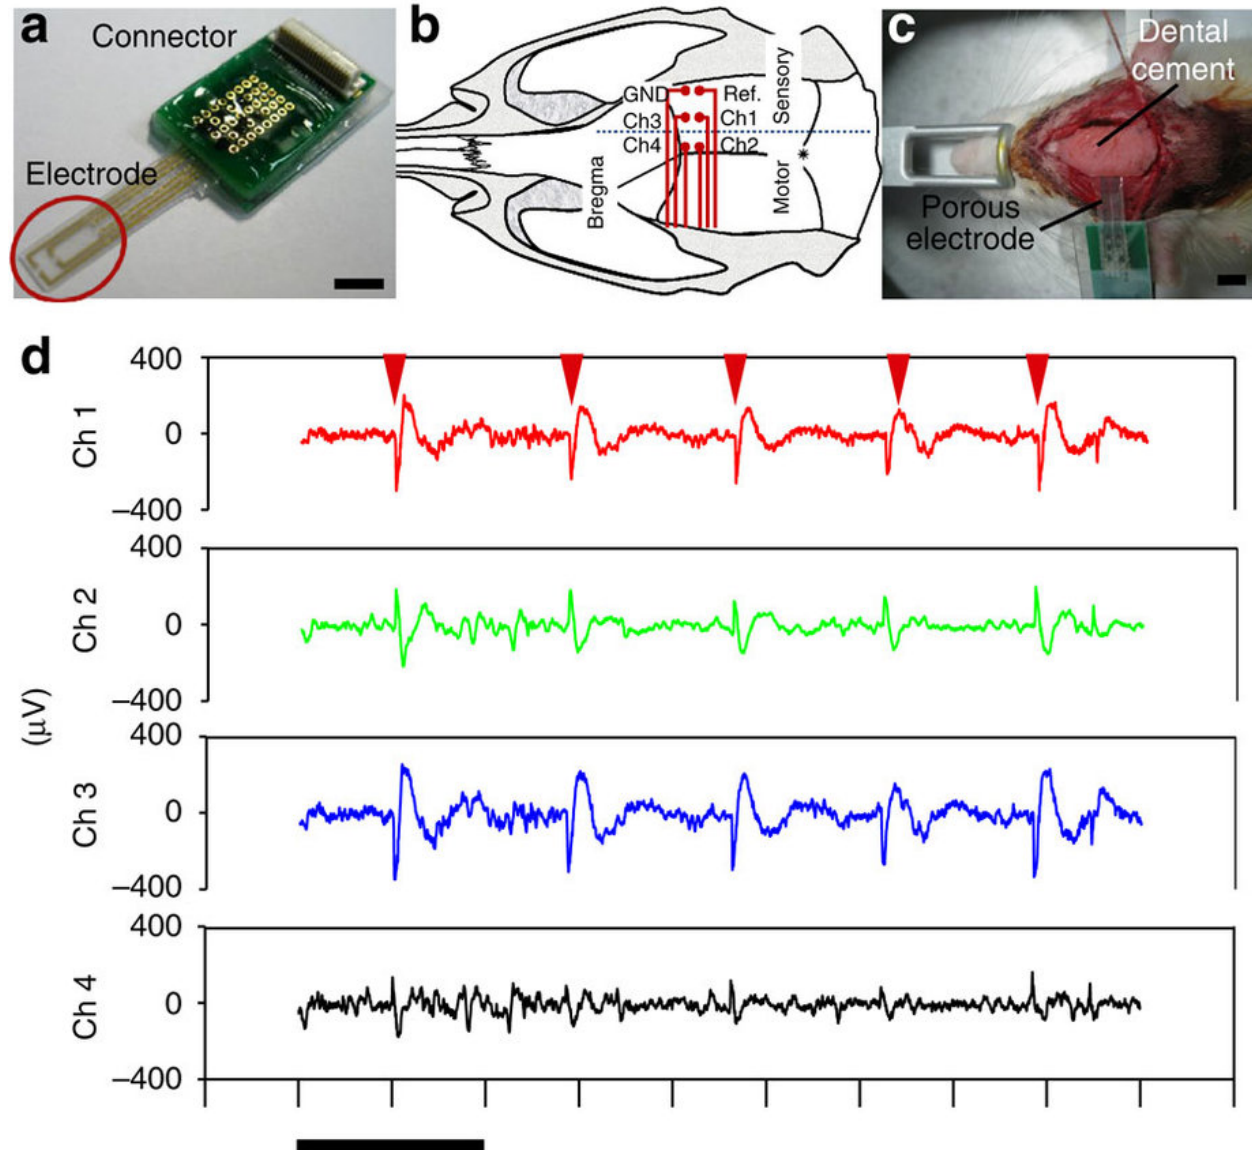 a
Connector
Electrode
b
GND
Ref.
Ch3
Ch1
Ch4
Ch2
Bregma
Motor
Sensory
*
c
Dental
cement
Porous
electrode
d
(µV)
Ch 1
400
0
−400
Ch 2
400
0
−400
Ch 3
400
0
−400
Ch 4
400
0
−400